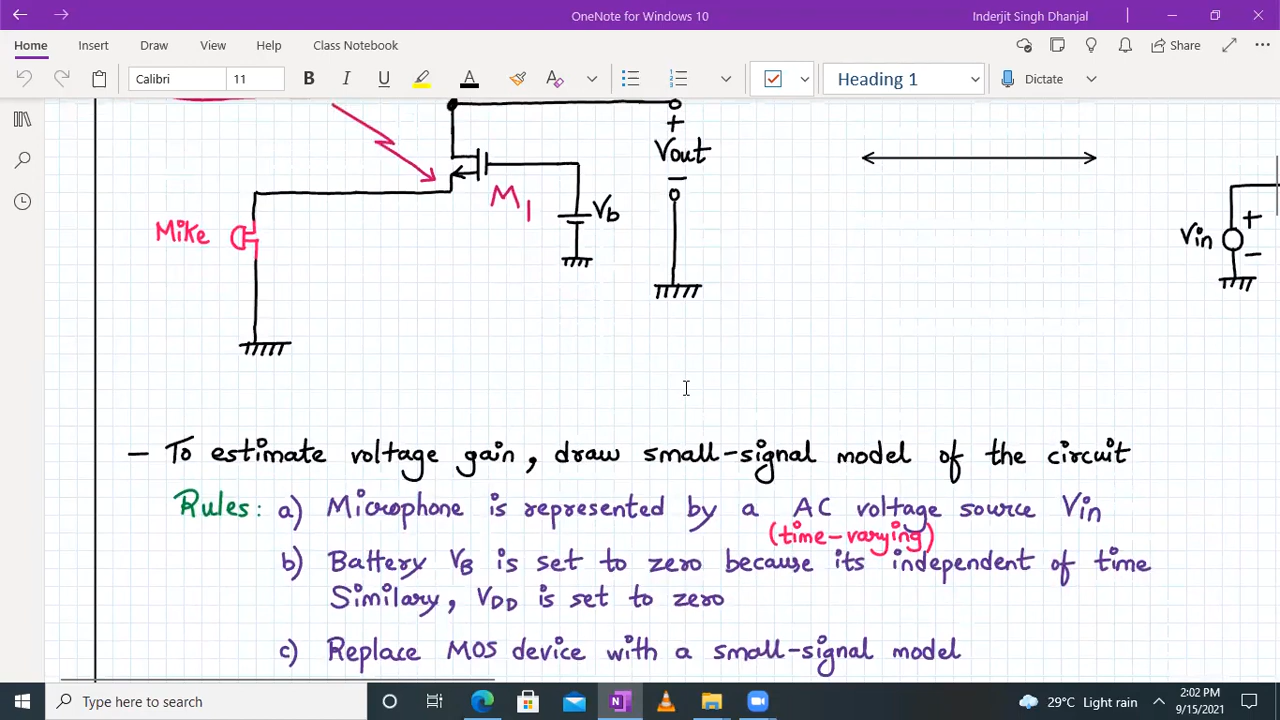 OneNote for Windows 10
Inderjit Singh Dhanjal
Home Insert Draw View Help Class Notebook
Share
Calibri 11 B I U A Heading 1 Dictate
+
Vout
−
M1
Vb
Mike
Vin + −
− To estimate voltage gain, draw small-signal model of the circuit
Rules: a) Microphone is represented by a AC voltage source Vin
(time-varying)
b) Battery VB is set to zero because its independent of time
Similary, VDD is set to zero
c) Replace MOS device with a small-signal model
Type here to search
29°C Light rain
2:02 PM
9/15/2021